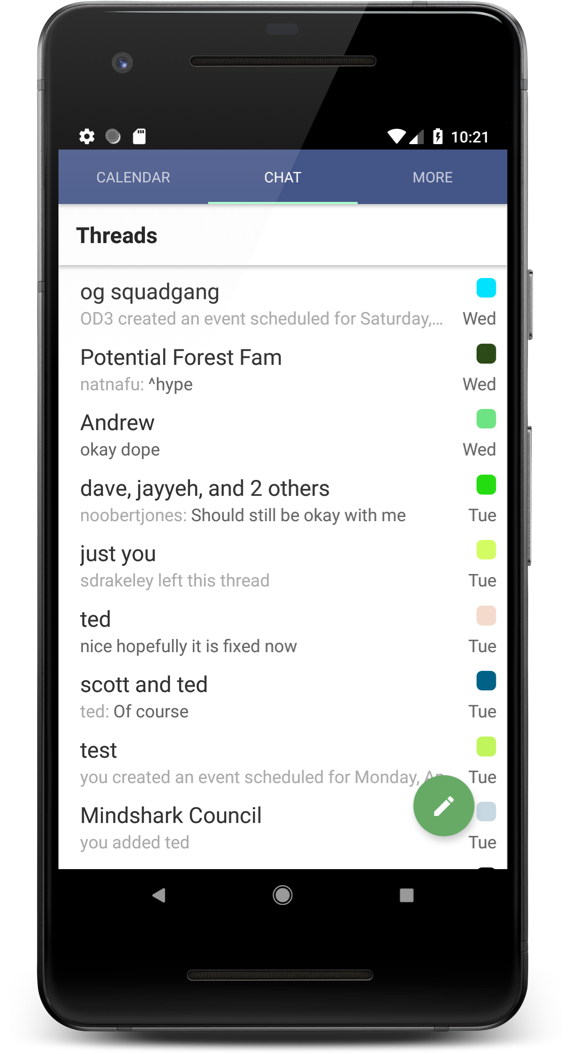 10:21
CALENDAR CHAT MORE
Threads
og squadgang
OD3 created an event scheduled for Saturday,... Wed
Potential Forest Fam
natnafu: ^hype Wed
Andrew
okay dope Wed
dave, jayyeh, and 2 others
noobertjones: Should still be okay with me Tue
just you
sdrakeley left this thread Tue
ted
nice hopefully it is fixed now Tue
scott and ted
ted: Of course Tue
test
you created an event scheduled for Monday, Tue
Mindshark Council
you added ted Tue